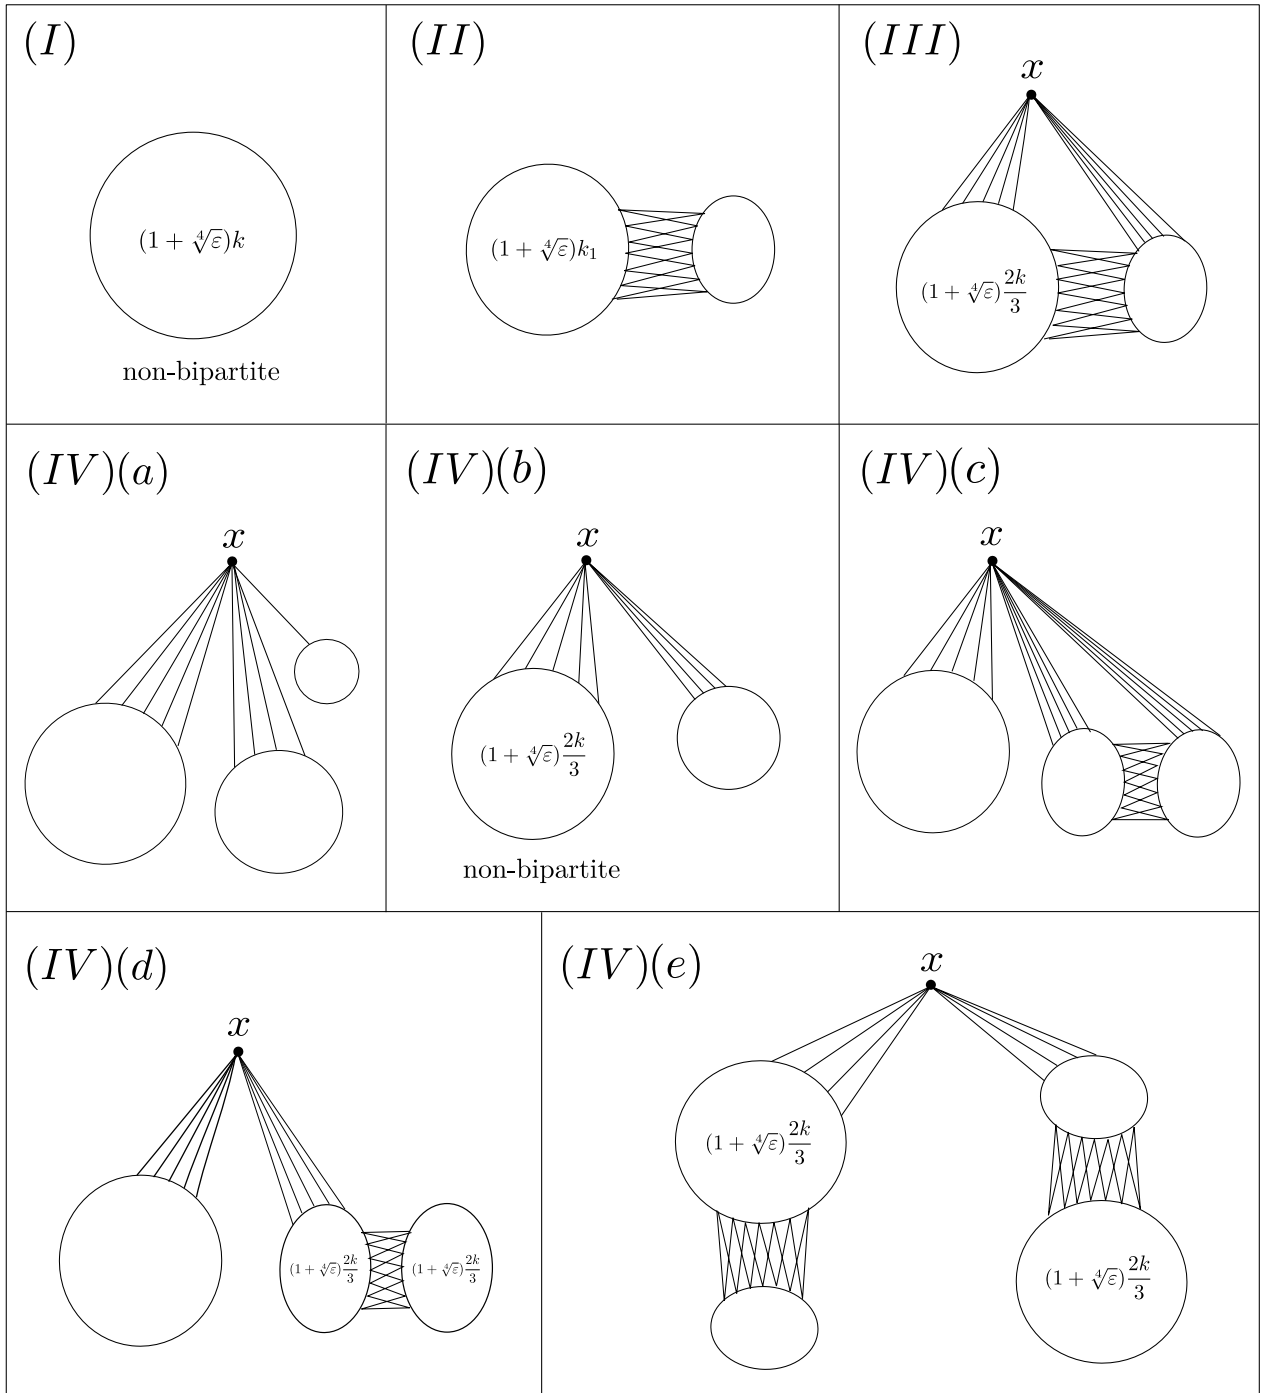 (I)
(1 + ∜ε)k
non-bipartite
(II)
(1 + ∜ε)k₁
(III)
x
(1 + ∜ε)2k/3
(IV)(a)
x
(IV)(b)
x
(1 + ∜ε)2k/3
non-bipartite
(IV)(c)
x
(IV)(d)
x
(1 + ∜ε)2k/3
(1 + ∜ε)2k/3
(IV)(e)
x
(1 + ∜ε)2k/3
(1 + ∜ε)2k/3